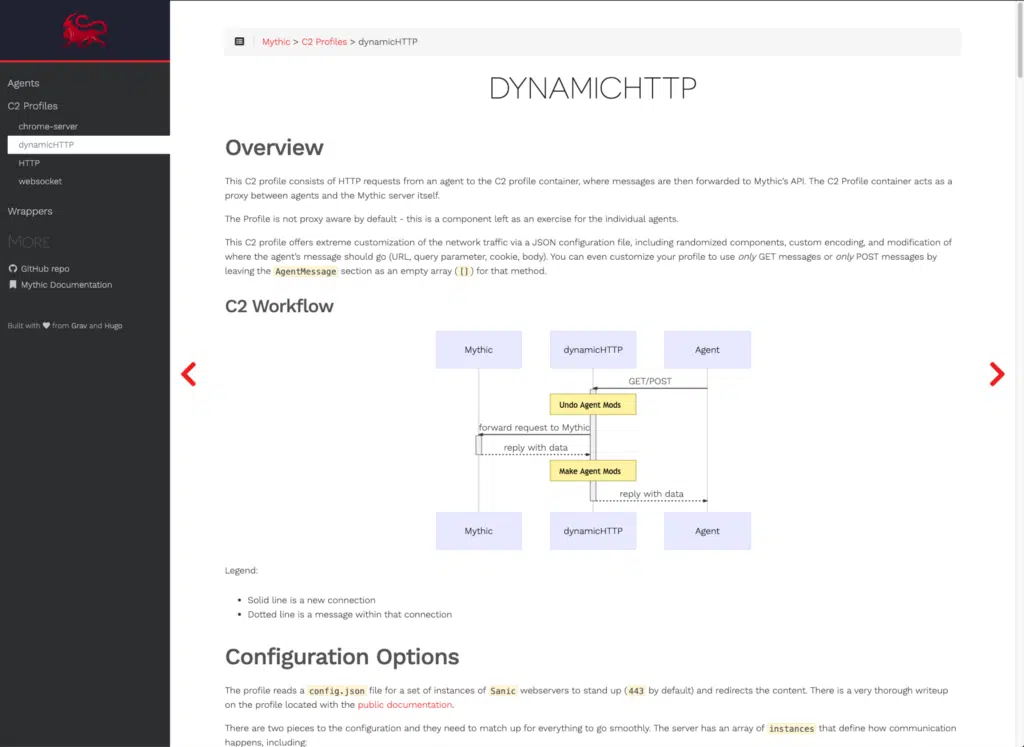 Agents
C2 Profiles
chrome-server
dynamicHTTP
HTTP
websocket
Wrappers
MORE
GitHub repo
Mythic Documentation
Built with from Grav and Hugo
Mythic > C2 Profiles > dynamicHTTP
DYNAMICHTTP
Overview
This C2 profile consists of HTTP requests from an agent to the C2 profile container, where messages are then forwarded to Mythic's API. The C2 Profile container acts as a
proxy between agents and the Mythic server itself.
The Profile is not proxy aware by default - this is a component left as an exercise for the individual agents.
This C2 profile offers extreme customization of the network traffic via a JSON configuration file, including randomized components, custom encoding, and modification of
where the agent's message should go (URL, query parameter, cookie, body). You can even customize your profile to use only GET messages or only POST messages by
leaving the AgentMessage section as an empty array ( [] ) for that method.
C2 Workflow
Mythic
dynamicHTTP
Agent
GET/POST
Undo Agent Mods
forward request to Mythic
reply with data
Make Agent Mods
reply with data
Mythic
dynamicHTTP
Agent
Legend:
• Solid line is a new connection
• Dotted line is a message within that connection
Configuration Options
The profile reads a config.json file for a set of instances of Sanic webservers to stand up ( 443 by default) and redirects the content. There is a very thorough writeup
on the profile located with the public documentation.
There are two pieces to the configuration and they need to match up for everything to go smoothly. The server has an array of instances that define how communication
happens, including: